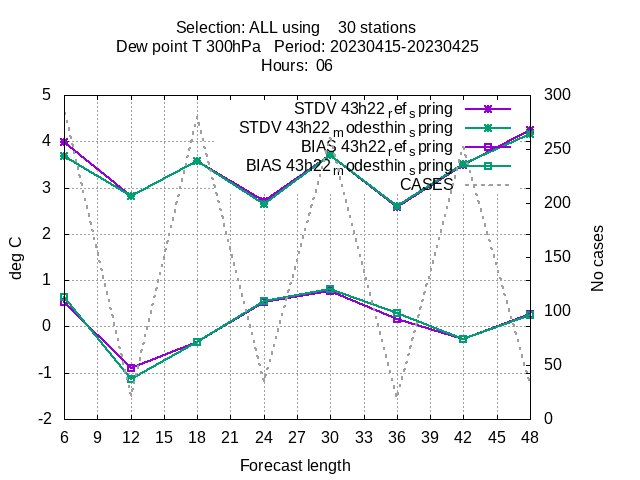 Selection: ALL using    30 stations
Dew point T 300hPa   Period: 20230415-20230425
Hours:  06
STDV 43h22_ref_spring
STDV 43h22_modesthin_spring
BIAS 43h22_ref_spring
BIAS 43h22_modesthin_spring
CASES
5
4
3
2
1
0
-1
-2
deg C
300
250
200
150
100
50
0
No cases
6 9 12 15 18 21 24 27 30 33 36 39 42 45 48
Forecast length